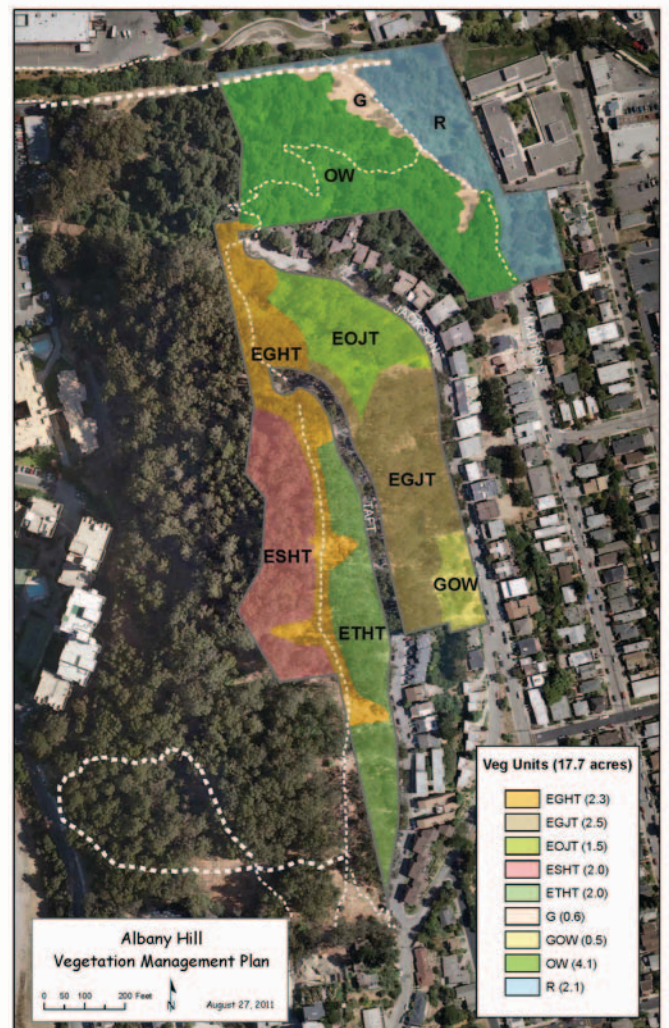 G
R
OW
JACKSON
EOJT
EGHT
EGJT
TAFT
ESHT
GOW
ETHT
Veg Units (17.7 acres)
EGHT (2.3)
EGJT (2.5)
EOJT (1.5)
ESHT (2.0)
ETHT (2.0)
G (0.6)
GOW (0.5)
OW (4.1)
R (2.1)
Albany Hill
Vegetation Management Plan
0 50 100 200 Feet
August 27, 2011